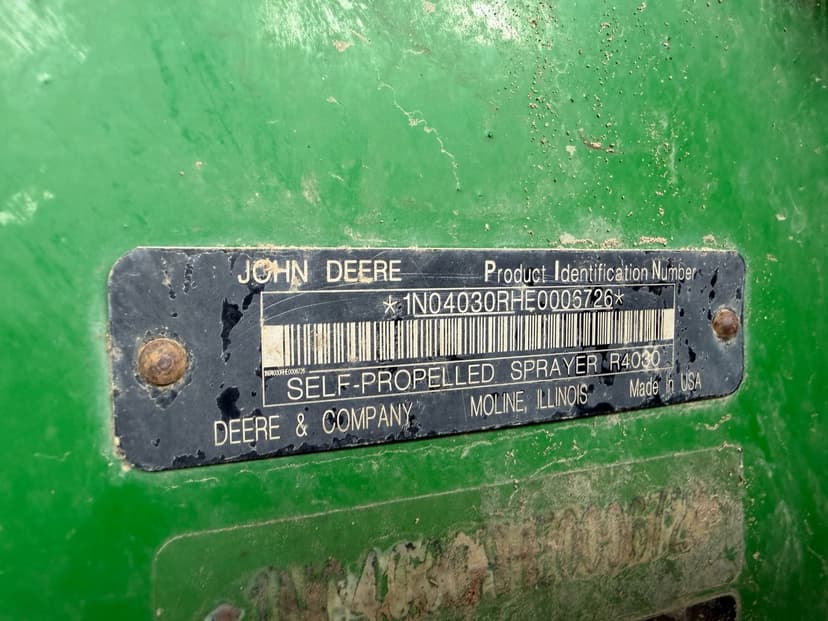 JOHN DEERE Product Identification Number
*1N04030RHE0006726*
SELF-PROPELLED SPRAYER R4030
DEERE & COMPANY MOLINE, ILLINOIS Made in USA